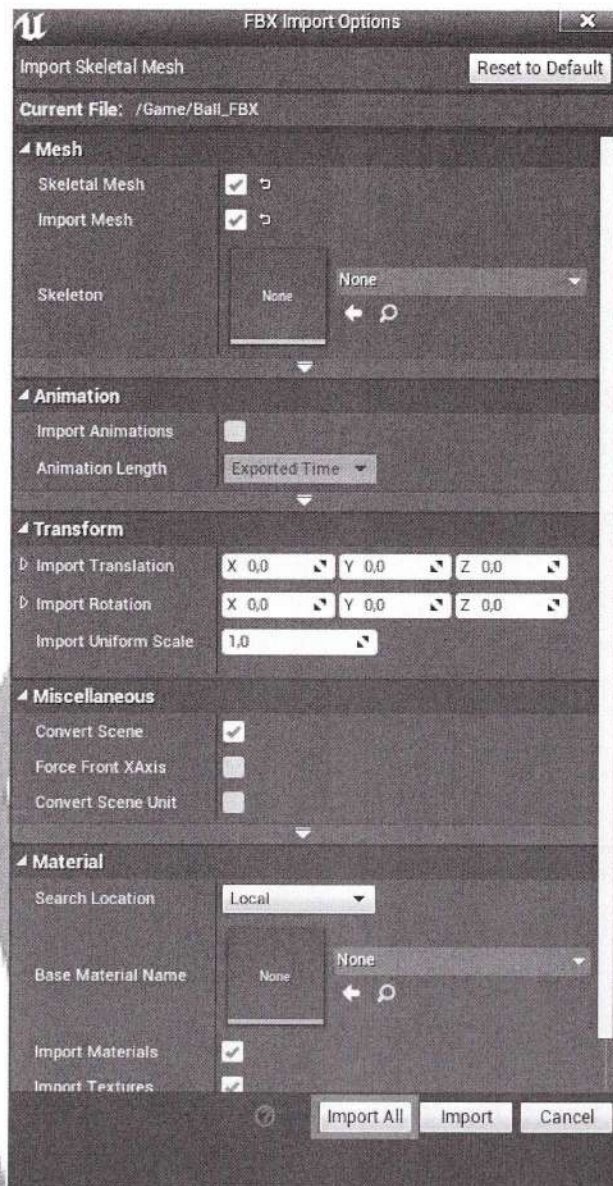 FBX Import Options
Import Skeletal Mesh
Reset to Default
Current File: /Game/Ball_FBX
Mesh
Skeletal Mesh
Import Mesh
Skeleton
None
None
Animation
Import Animations
Animation Length
Exported Time
Transform
Import Translation X 0,0 Y 0,0 Z 0,0
Import Rotation X 0,0 Y 0,0 Z 0,0
Import Uniform Scale 1,0
Miscellaneous
Convert Scene
Force Front XAxis
Convert Scene Unit
Material
Search Location Local
Base Material Name
None
None
Import Materials
Import Textures
Import All Import Cancel